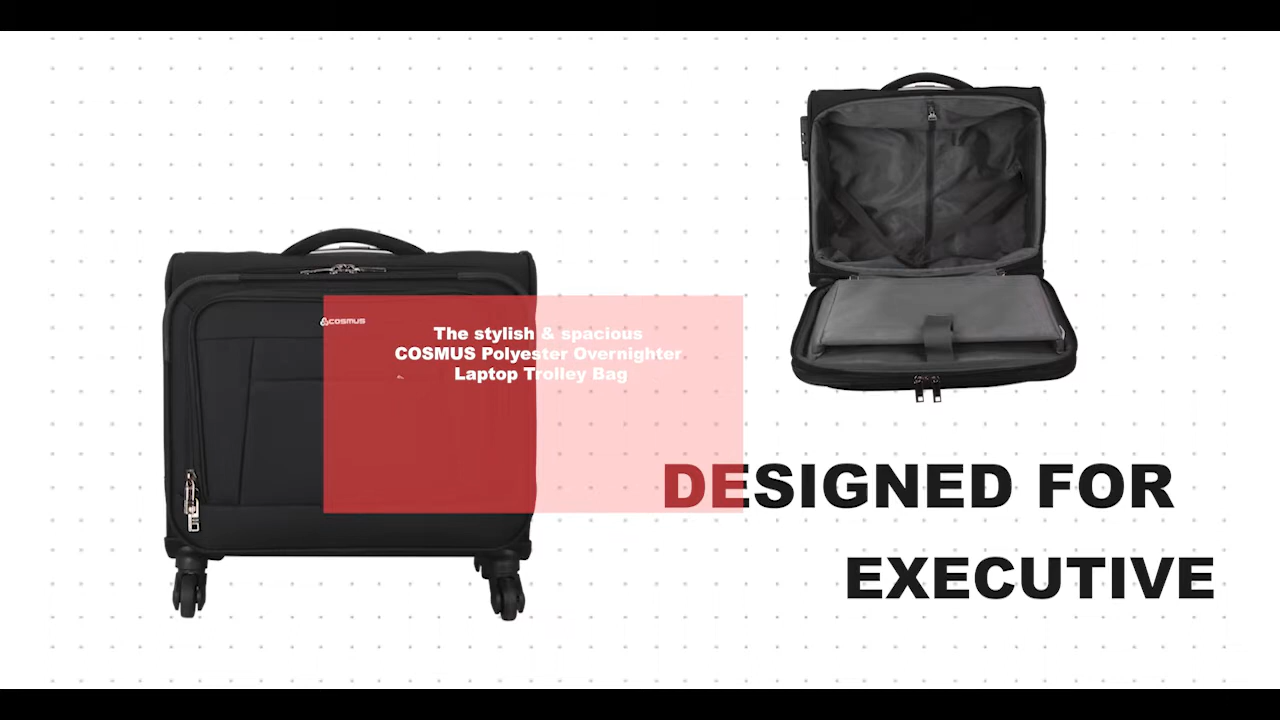 COSMUS
The stylish & spacious
COSMUS Polyester Overnighter
Laptop Trolley Bag
DESIGNED FOR
EXECUTIVE